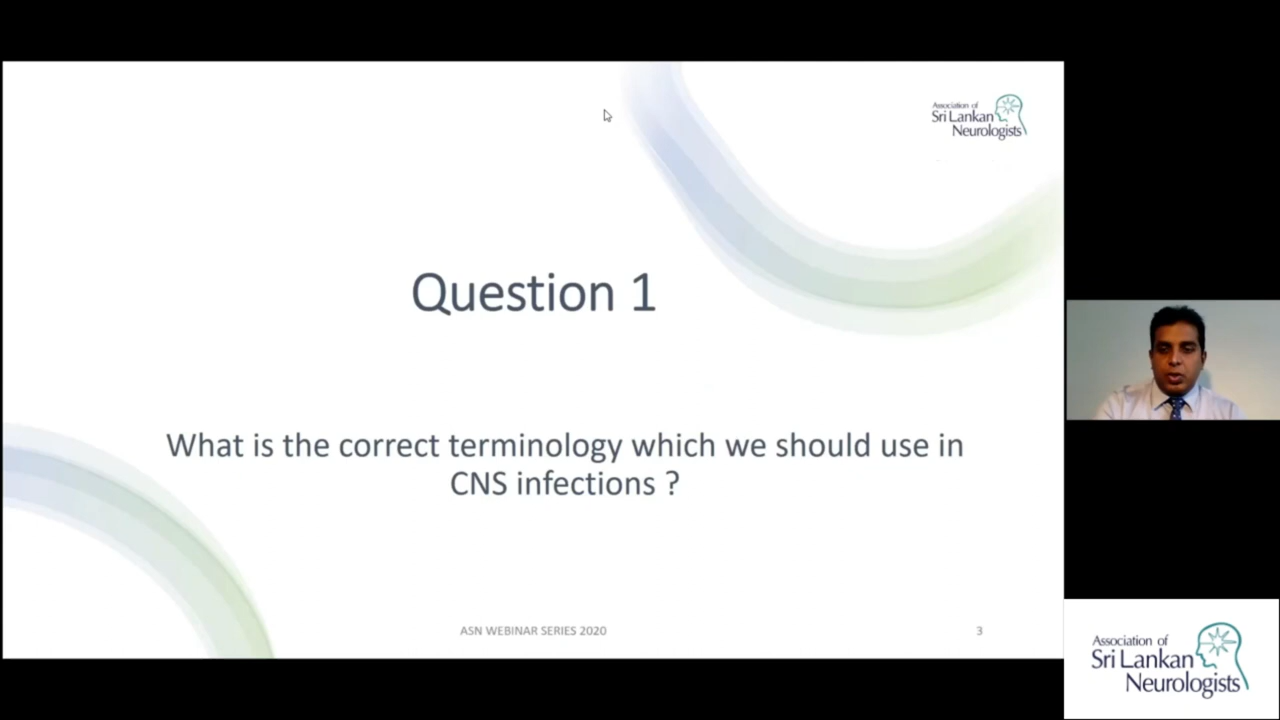 Association of
Sri Lankan
Neurologists
Question 1
What is the correct terminology which we should use in
CNS infections ?
ASN WEBINAR SERIES 2020
3
Association of
Sri Lankan
Neurologists